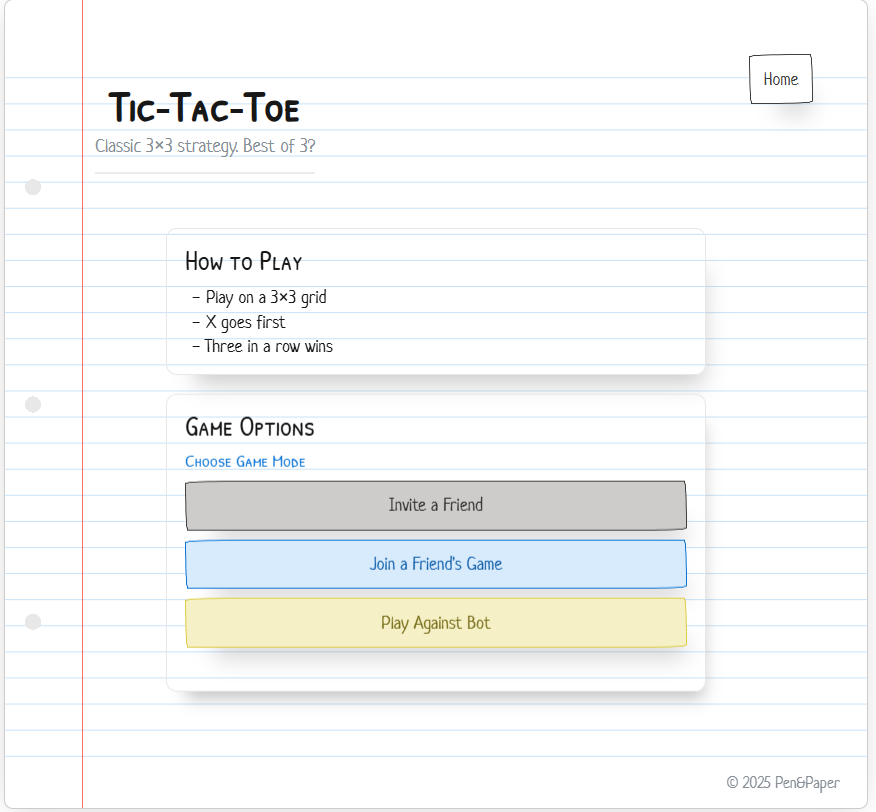 Home
Tic-Tac-Toe
Classic 3×3 strategy. Best of 3?
How to Play
- Play on a 3×3 grid
- X goes first
- Three in a row wins
Game Options
Choose Game Mode
Invite a Friend
Join a Friend's Game
Play Against Bot
© 2025 Pen&Paper